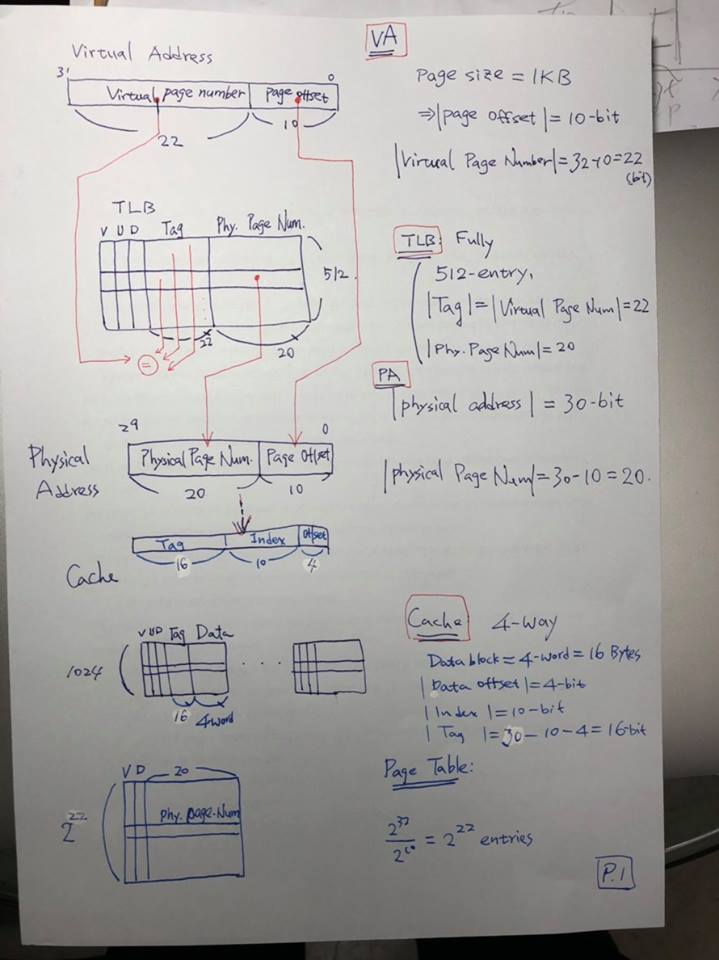 VA
Virtual Address
31
0
Virtual page number
page offset
22
10
Page size = 1KB
⇒ |page offset| = 10-bit
|Virtual Page Number| = 32-10 = 22
(bit)
TLB
V U D Tag Phy. Page Num.
512
22
20
=
TLB: Fully
512-entry,
|Tag| = |Virtual Page Num| = 22
|Phy. Page Num| = 20
PA
|physical address| = 30-bit
|physical Page Num| = 30-10 = 20.
29
0
Physical
Address
Physical Page Num.
Page Offset
20
10
Tag
Index
Offset
16
10
4
Cache
V U D Tag Data
1024
. . . .
16
4word
Cache: 4-way
Data block = 4-word = 16 Bytes
|Data offset| = 4-bit
|Index| = 10-bit
|Tag| = 30 - 10 - 4 = 16-bit
V D 20
2^22
Phy. page. Num
Page Table:
2^32 / 2^10 = 2^22 entries
P.1